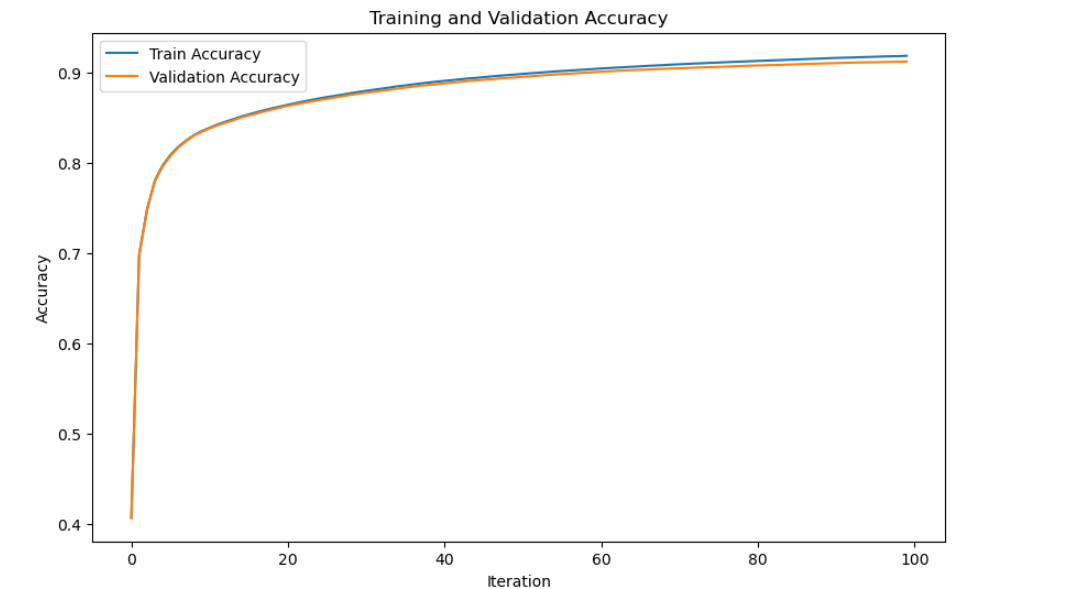 Training and Validation Accuracy
Train Accuracy
Validation Accuracy
0.9
0.8
0.7
0.6
0.5
0.4
Accuracy
0 20 40 60 80 100
Iteration